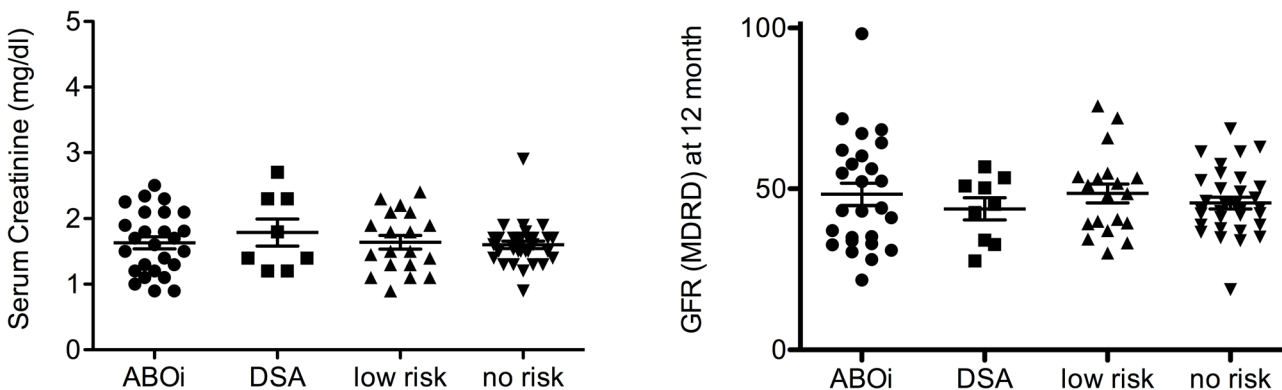 Serum Creatinine (mg/dl)
5
4
3
2
1
0
ABOi DSA low risk no risk
GFR (MDRD) at 12 month
100
50
0
ABOi DSA low risk no risk